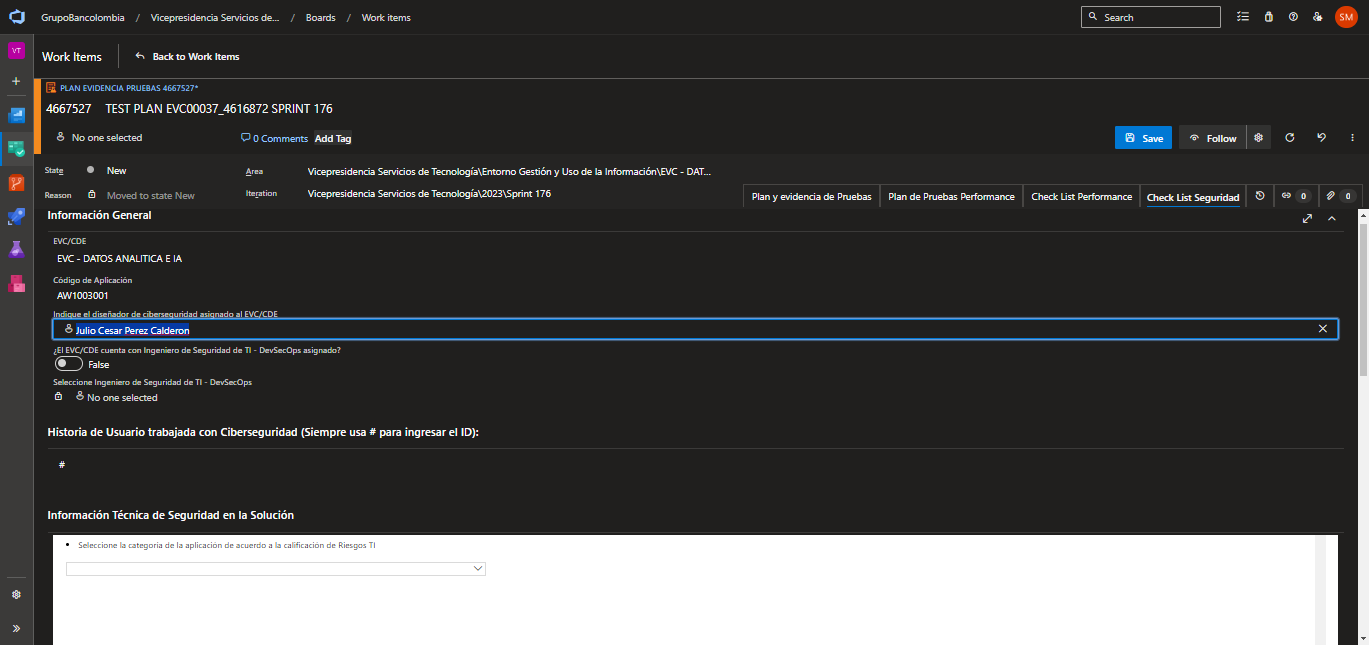 GrupoBancolombia / Vicepresidencia Servicios de... / Boards / Work items
Search
SM
VT
Work Items
Back to Work Items
PLAN EVIDENCIA PRUEBAS 4667527*
4667527 TEST PLAN EVC00037_4616872 SPRINT 176
No one selected
0 Comments
Add Tag
Save
Follow
State New
Area Vicepresidencia Servicios de Tecnología\Entorno Gestión y Uso de la Información\EVC - DAT...
Reason Moved to state New
Iteration Vicepresidencia Servicios de Tecnología\2023\Sprint 176
Plan y evidencia de Pruebas
Plan de Pruebas Performance
Check List Performance
Check List Seguridad
0
0
Información General
EVC/CDE
EVC - DATOS ANALITICA E IA
Código de Aplicación
AW1003001
Indique el diseñador de ciberseguridad asignado al EVC/CDE
Julio Cesar Perez Calderon
¿El EVC/CDE cuenta con Ingeniero de Seguridad de TI - DevSecOps asignado?
False
Seleccione Ingeniero de Seguridad de TI - DevSecOps
No one selected
Historia de Usuario trabajada con Ciberseguridad (Siempre usa # para ingresar el ID):
#
Información Técnica de Seguridad en la Solución
• Seleccione la categoría de la aplicación de acuerdo a la calificación de Riesgos TI